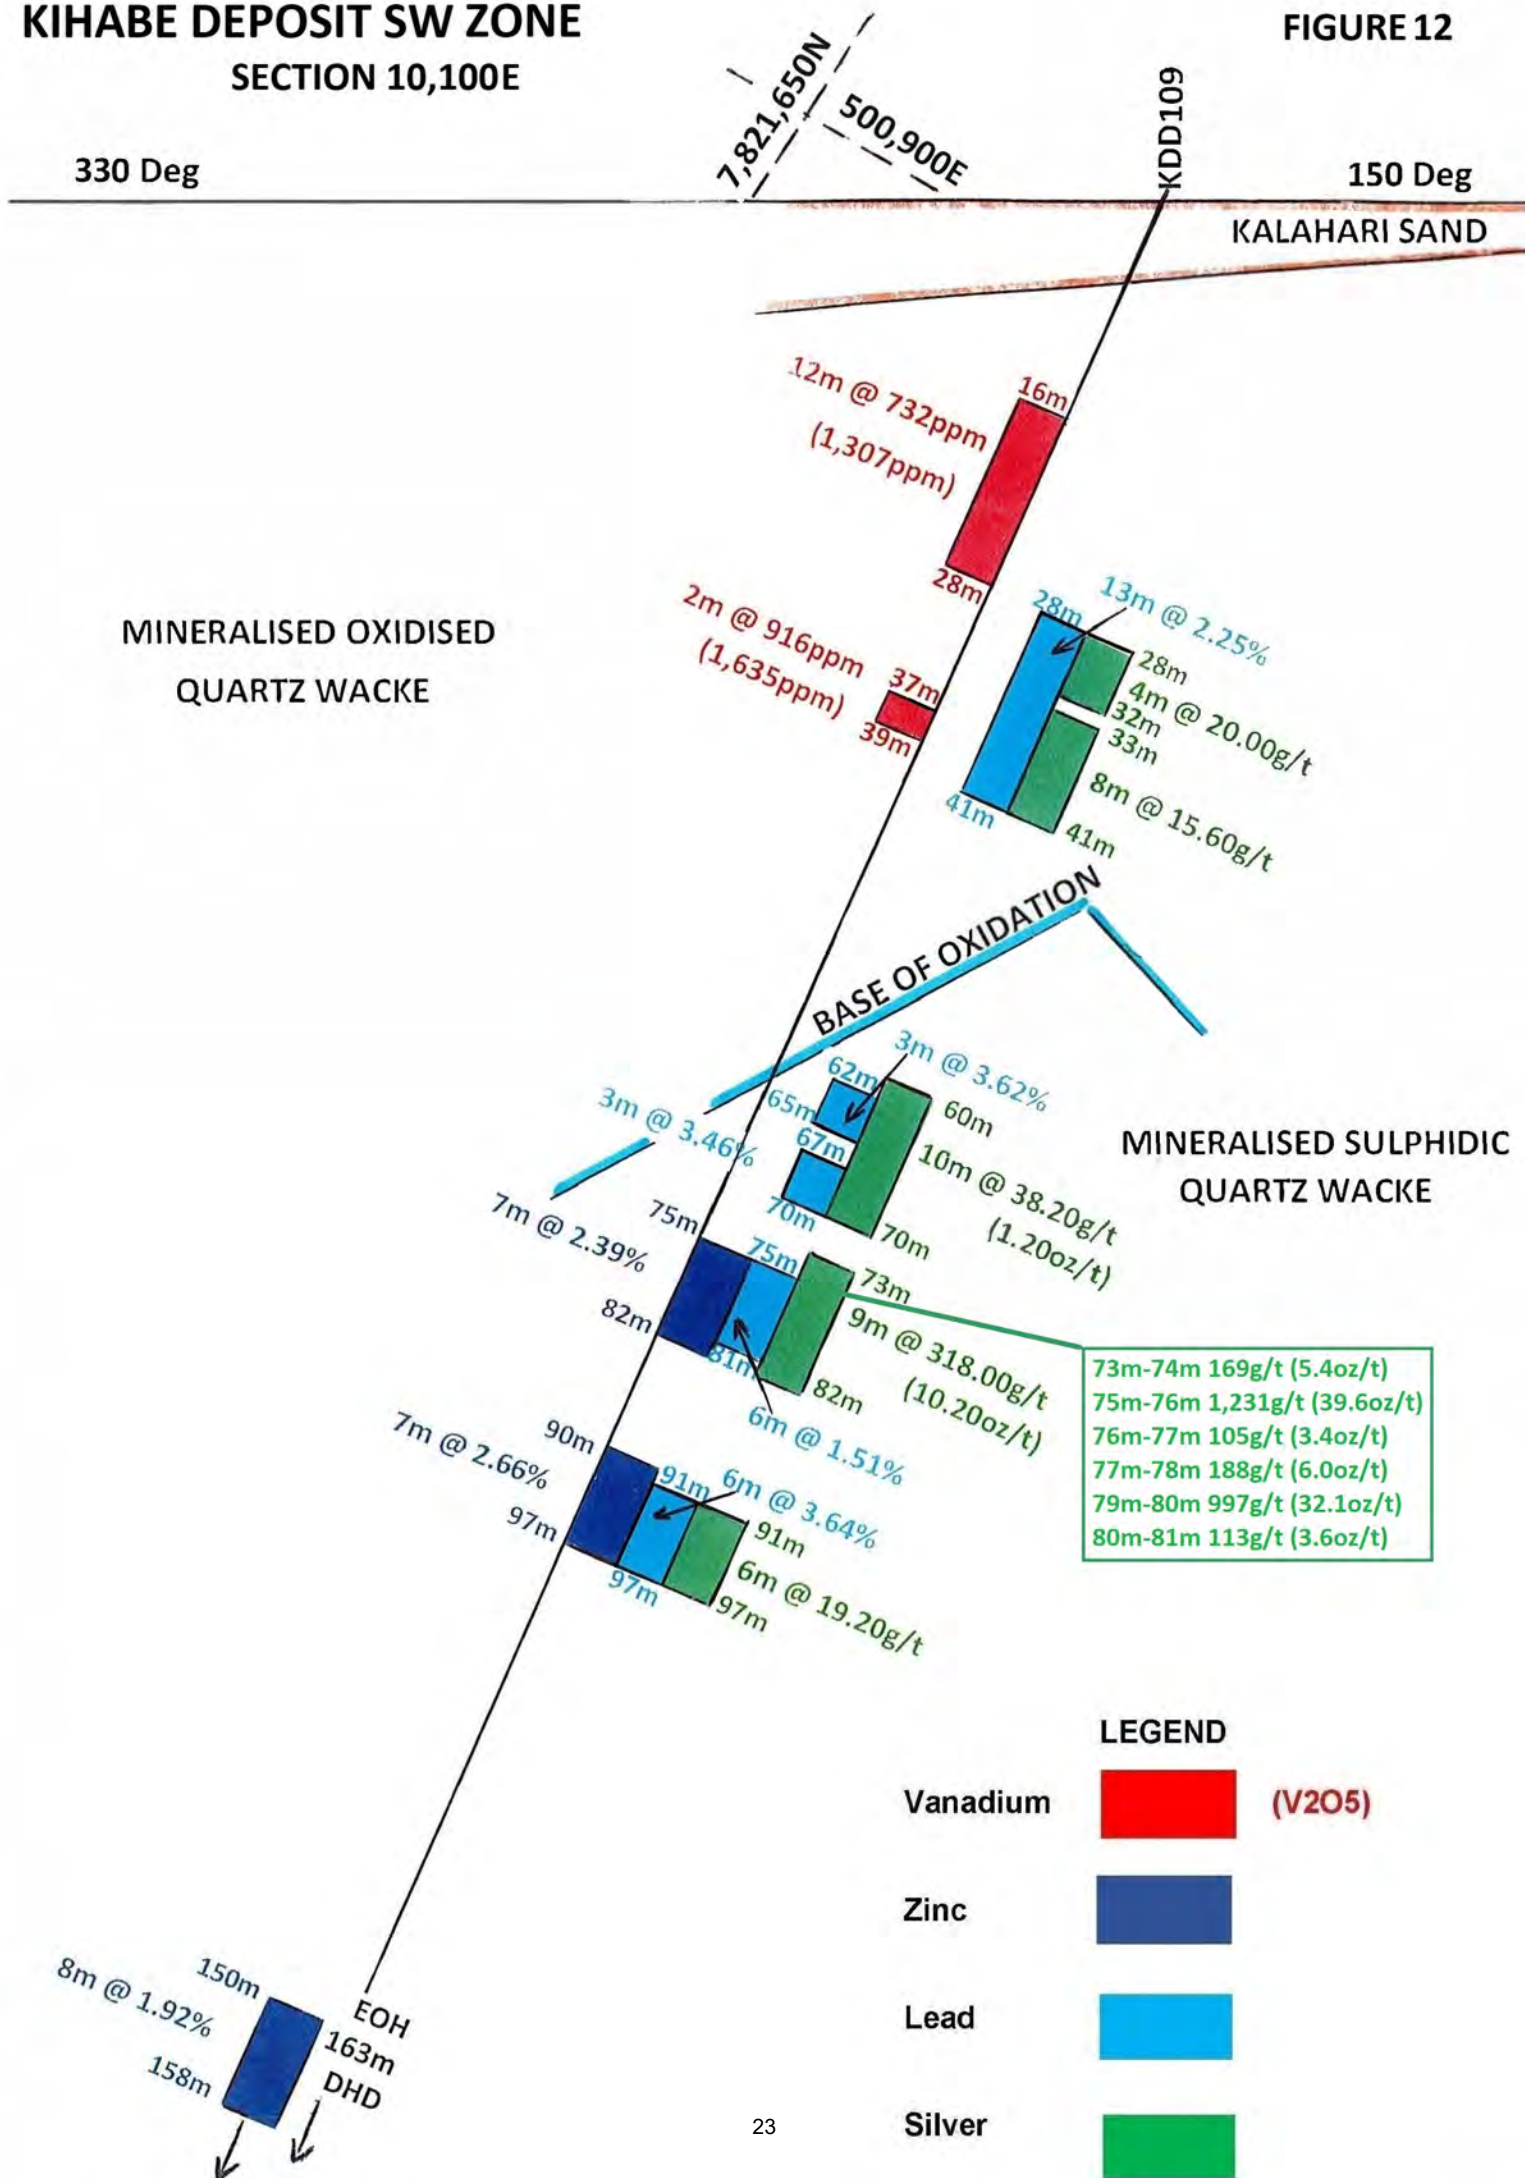 KIHABE DEPOSIT SW ZONE
SECTION 10,100E
FIGURE 12
7,821,650N
500,900E
KDD109
330 Deg
150 Deg
KALAHARI SAND
12m @ 732ppm
(1,307ppm)
16m
28m
MINERALISED OXIDISED
QUARTZ WACKE
2m @ 916ppm
(1,635ppm)
37m
39m
28m
13m @ 2.25%
28m
4m @ 20.00g/t
32m
33m
8m @ 15.60g/t
41m
41m
BASE OF OXIDATION
3m @ 3.62%
62m
65m
3m @ 3.46%
67m
70m
60m
10m @ 38.20g/t
(1.20oz/t)
70m
MINERALISED SULPHIDIC
QUARTZ WACKE
75m
7m @ 2.39%
82m
75m
81m
6m @ 1.51%
73m
9m @ 318.00g/t
(10.20oz/t)
82m
73m-74m 169g/t (5.4oz/t)
75m-76m 1,231g/t (39.6oz/t)
76m-77m 105g/t (3.4oz/t)
77m-78m 188g/t (6.0oz/t)
79m-80m 997g/t (32.1oz/t)
80m-81m 113g/t (3.6oz/t)
90m
7m @ 2.66%
97m
91m
6m @ 3.64%
97m
91m
6m @ 19.20g/t
97m
LEGEND
Vanadium
(V2O5)
Zinc
Lead
Silver
150m
8m @ 1.92%
158m
EOH
163m
DHD
23